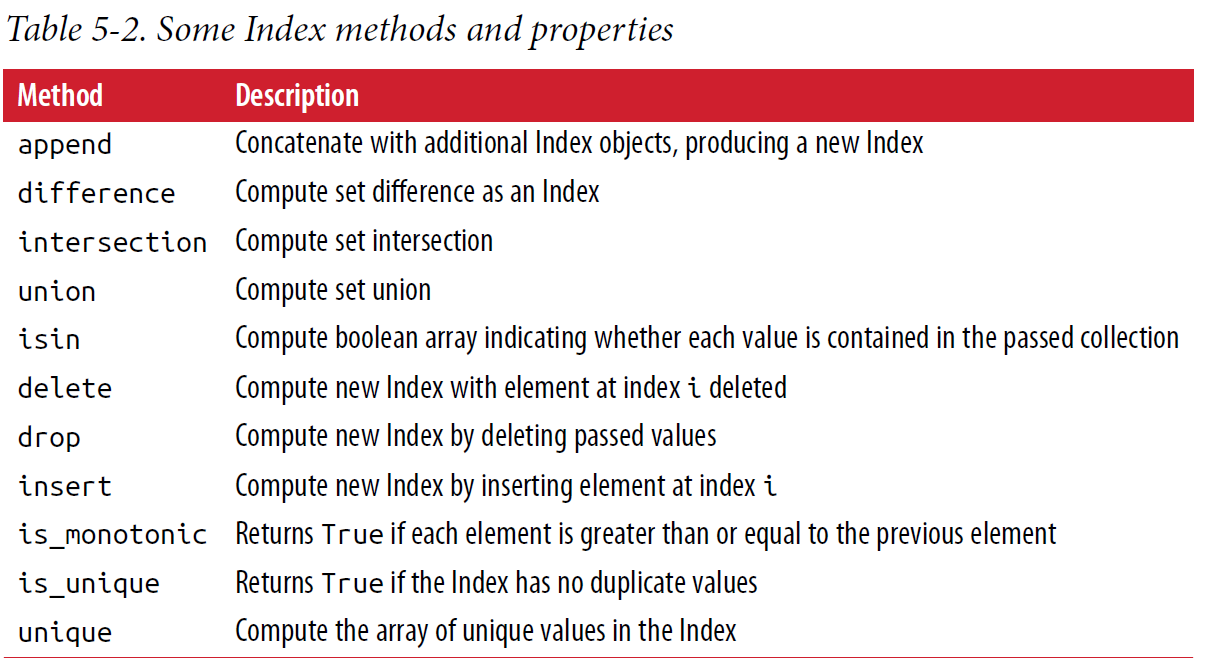 Table 5-2. Some Index methods and properties
Method Description
append Concatenate with additional Index objects, producing a new Index
difference Compute set difference as an Index
intersection Compute set intersection
union Compute set union
isin Compute boolean array indicating whether each value is contained in the passed collection
delete Compute new Index with element at index i deleted
drop Compute new Index by deleting passed values
insert Compute new Index by inserting element at index i
is_monotonic Returns True if each element is greater than or equal to the previous element
is_unique Returns True if the Index has no duplicate values
unique Compute the array of unique values in the Index